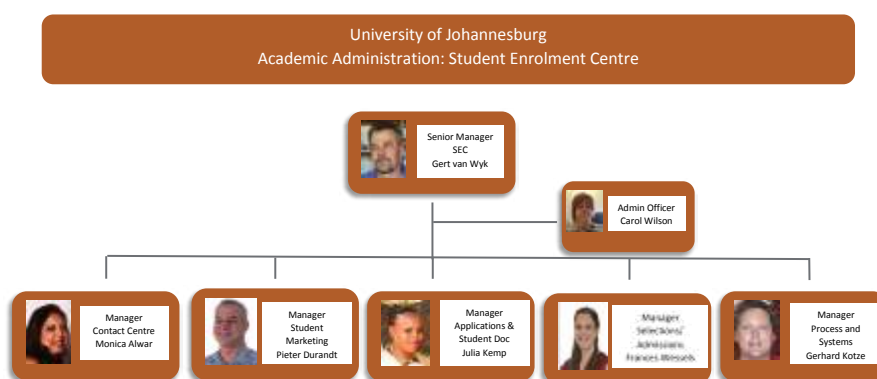 University of Johannesburg
Academic Administration: Student Enrolment Centre
Senior Manager
SEC
Gert van Wyk
Admin Officer
Carol Wilson
Manager
Contact Centre
Monica Alwar
Manager
Student
Marketing
Pieter Durandt
Manager
Applications &
Student Doc
Julia Kemp
Manager
Selections/
Admissions
Frances Wessels
Manager
Process and
Systems
Gerhard Kotze